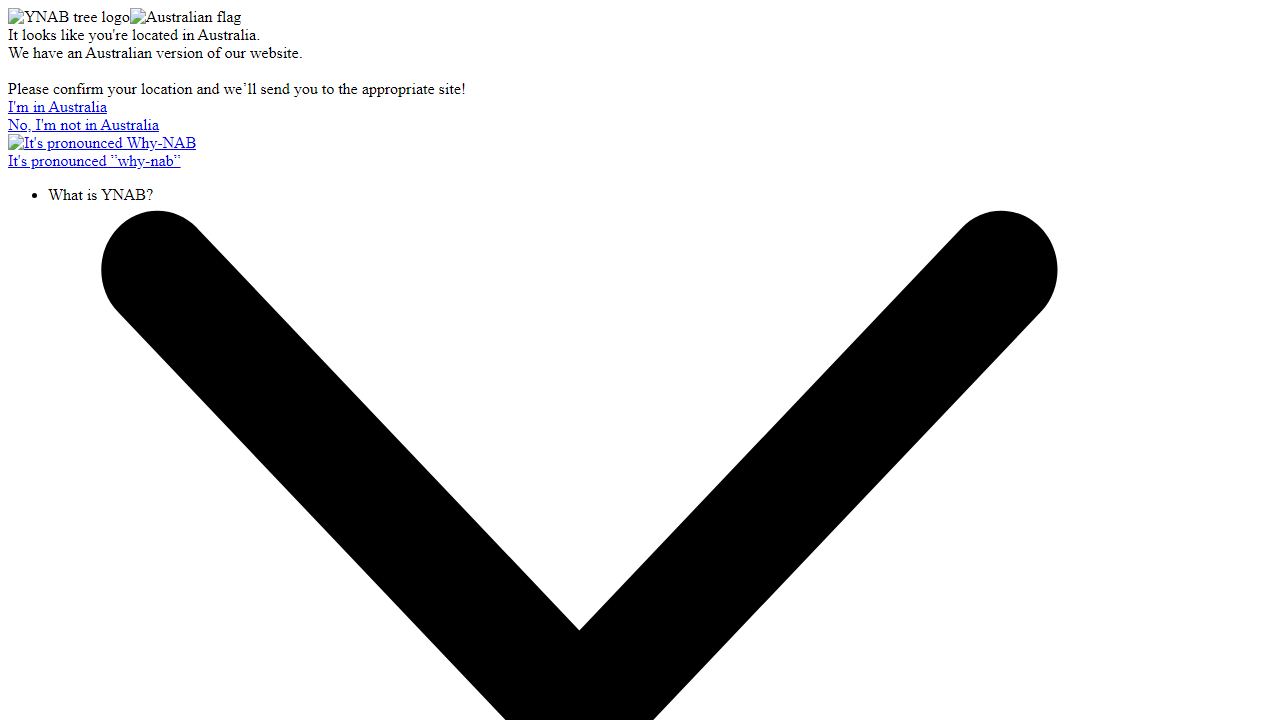 YNAB tree logo Australian flag
It looks like you're located in Australia.
We have an Australian version of our website.
Please confirm your location and we’ll send you to the appropriate site!
I'm in Australia
No, I'm not in Australia
It's pronounced Why-NAB
It's pronounced "why-nab"
What is YNAB?